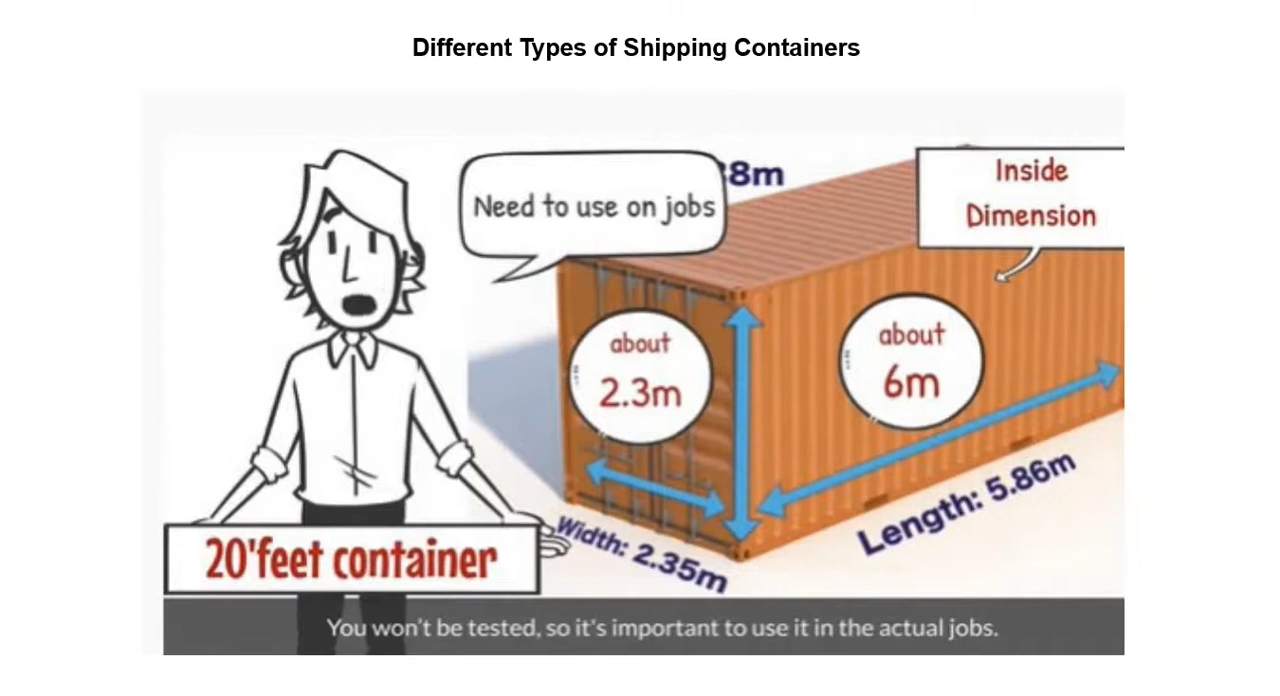 Different Types of Shipping Containers
8m
Need to use on jobs
Inside
Dimension
about
2.3m
about
6m
Length: 5.86m
Width: 2.35m
20'feet container
You won't be tested, so it's important to use it in the actual jobs.